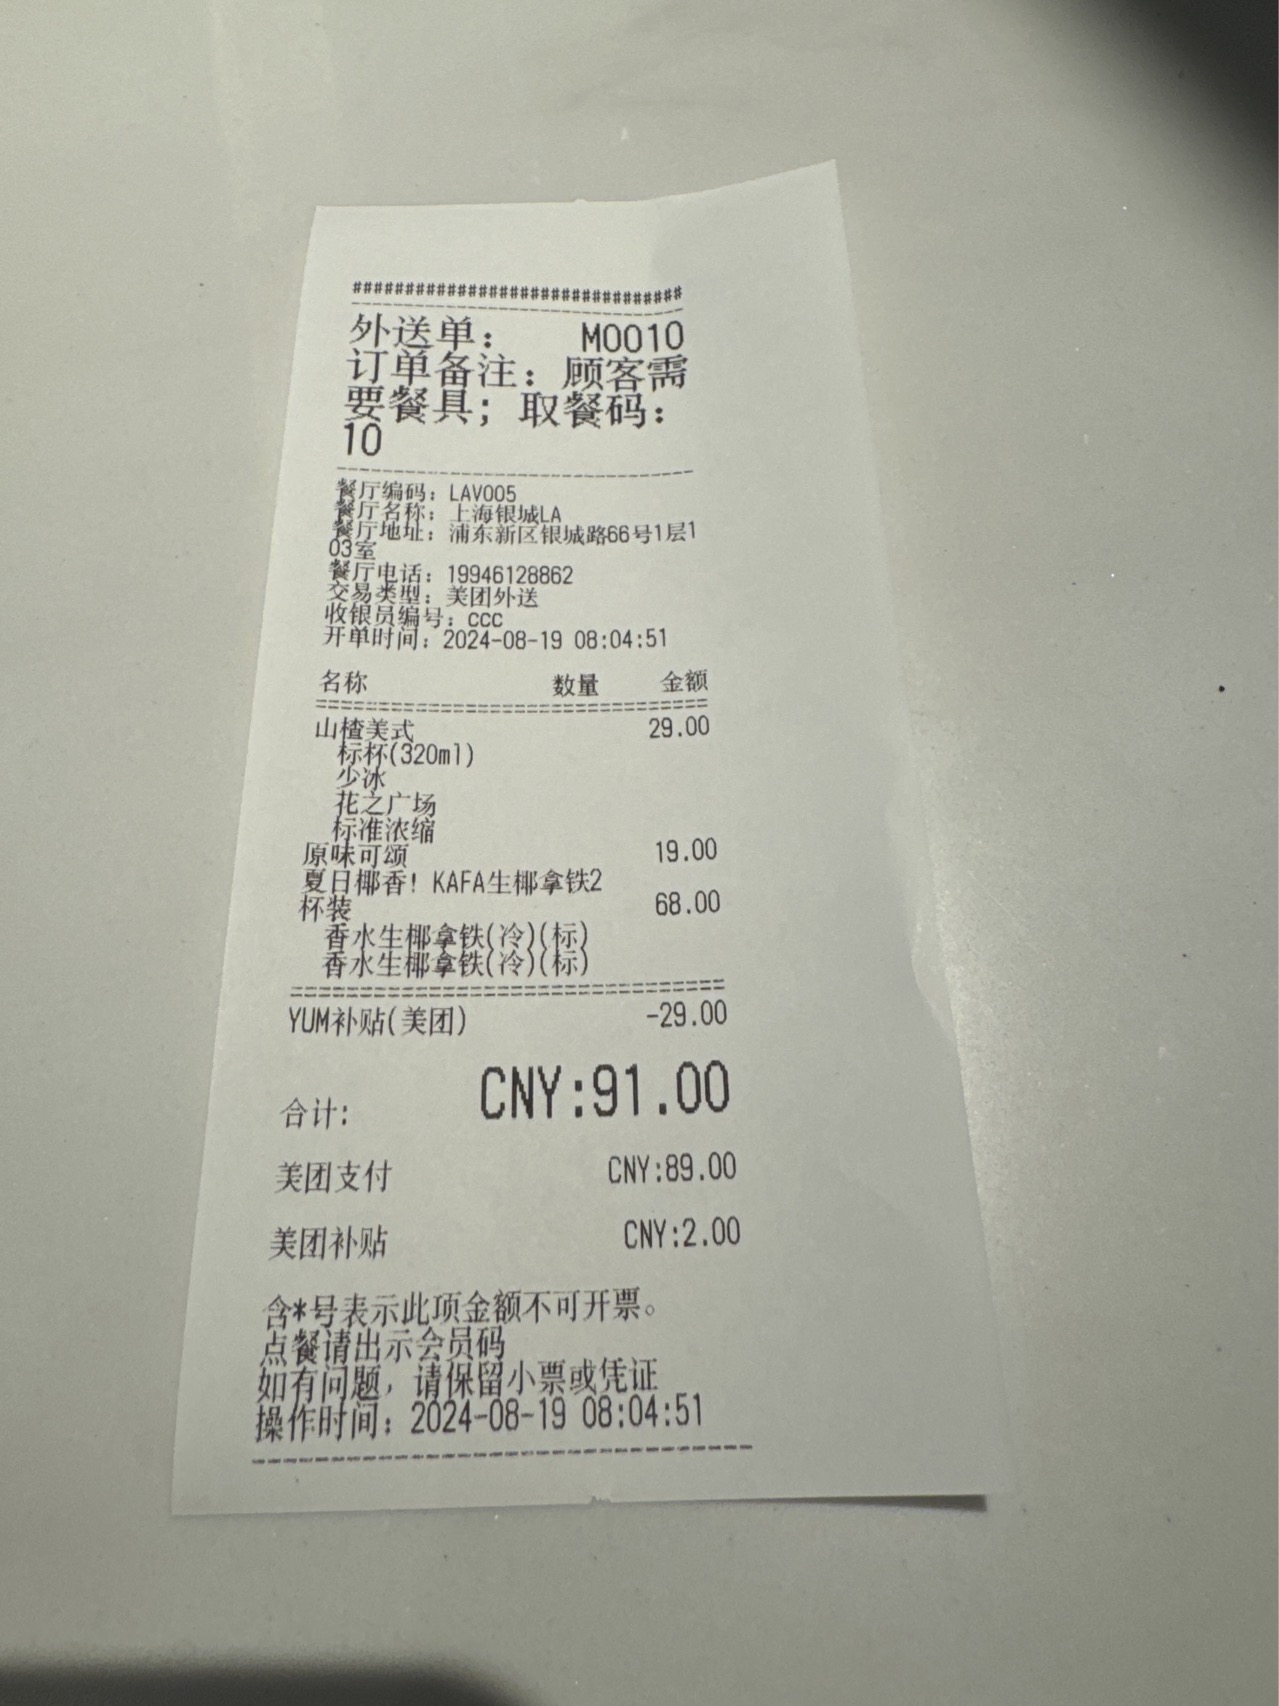 ################################
外送单: M0010
订单备注: 顾客需
要餐具; 取餐码:
10
餐厅编码: LAV005
餐厅名称: 上海银城LA
餐厅地址: 浦东新区银城路66号1层1
03室
餐厅电话: 19946128862
交易类型: 美团外送
收银员编号: ccc
开单时间: 2024-08-19 08:04:51
名称 数量 金额
山楂美式 29.00
标杯(320ml)
少冰
花之广场
标准浓缩
原味可颂 19.00
夏日椰香! KAFA生椰拿铁2
杯装 68.00
香水生椰拿铁(冷)(标)
香水生椰拿铁(冷)(标)
YUM补贴(美团) -29.00
合计: CNY:91.00
美团支付 CNY:89.00
美团补贴 CNY:2.00
含*号表示此项金额不可开票。
点餐请出示会员码
如有问题, 请保留小票或凭证
操作时间: 2024-08-19 08:04:51